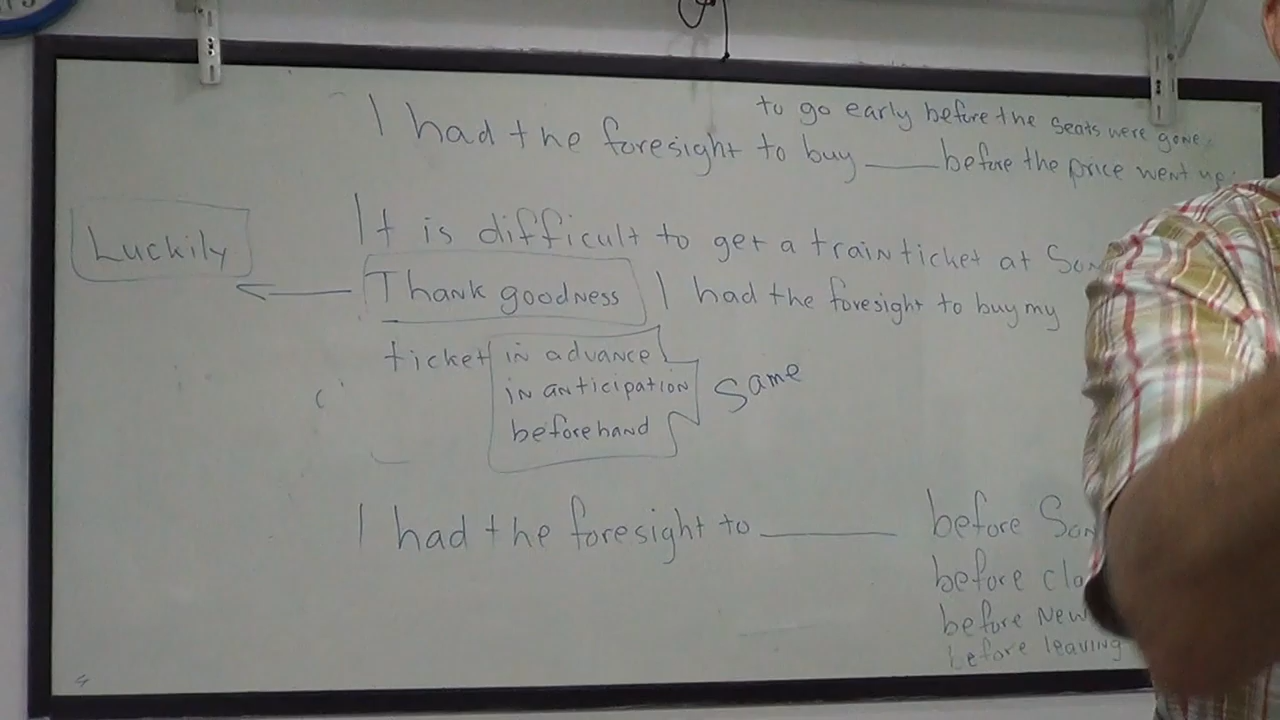 to go early before the seats were gone.
I had the foresight to buy ____ before the price went up.
It is difficult to get a train ticket at
Luckily
Thank goodness I had the foresight to buy my
ticket in advance
in anticipation
beforehand
same
I had the foresight to ____ before
before
before New
before leaving